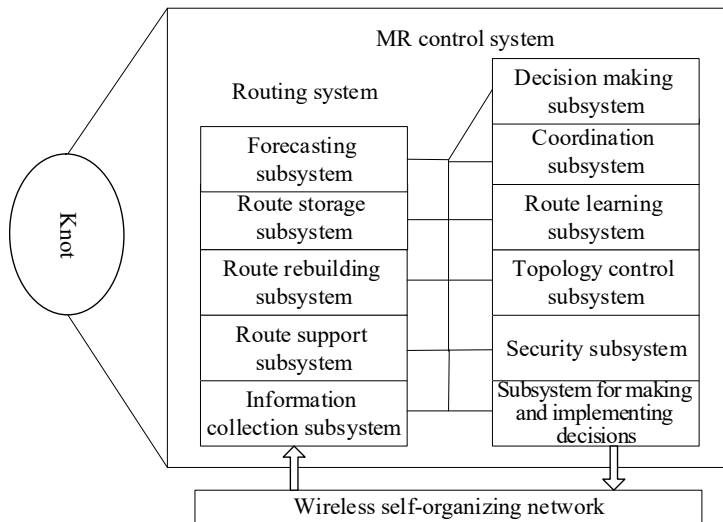 MR control system
Routing system
Knot
Forecasting
subsystem
Route storage
subsystem
Route rebuilding
subsystem
Route support
subsystem
Information
collection subsystem
Decision making
subsystem
Coordination
subsystem
Route learning
subsystem
Topology control
subsystem
Security subsystem
Subsystem for making
and implementing
decisions
Wireless self-organizing network